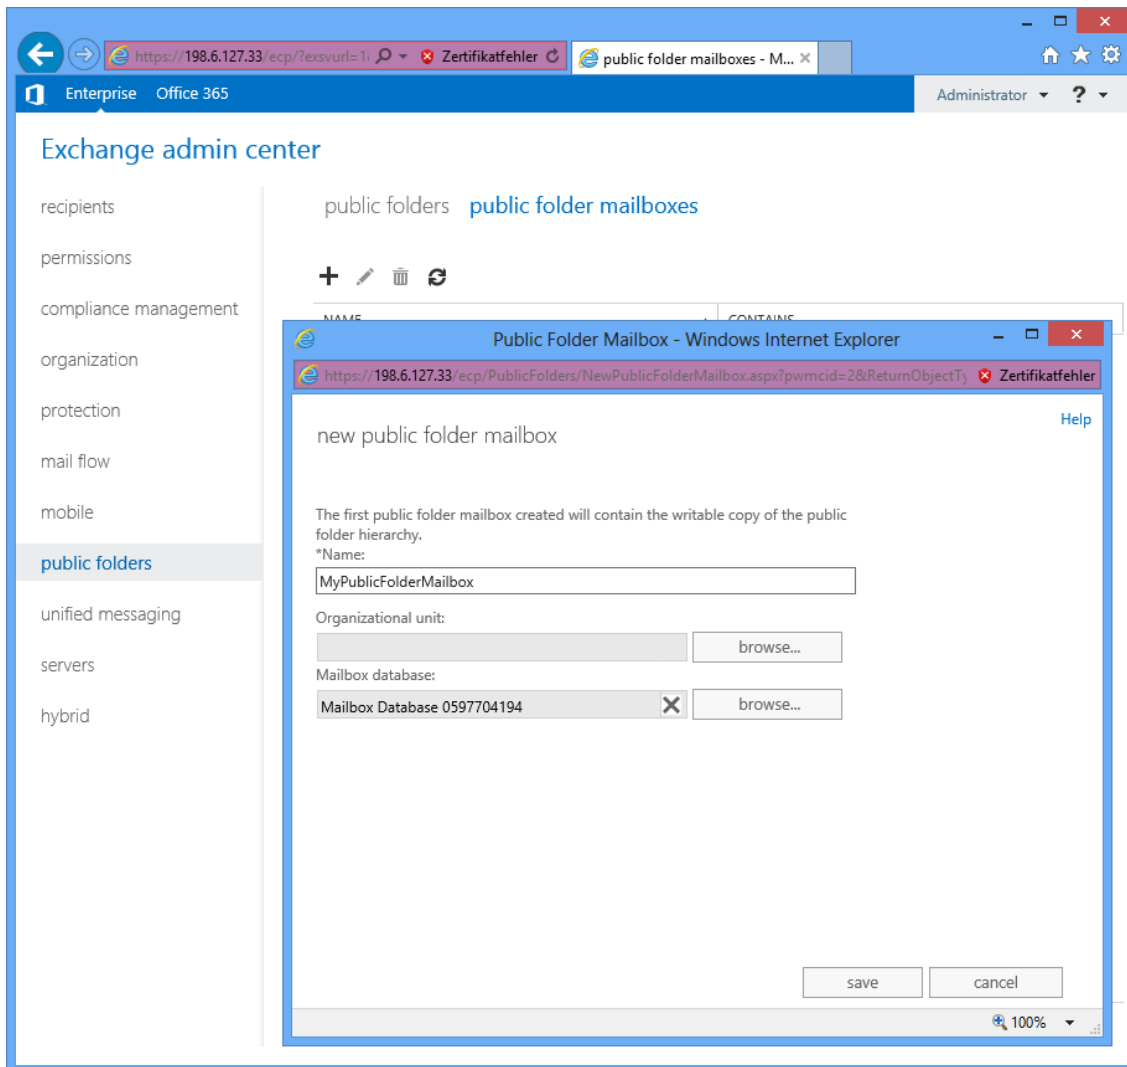 https://198.6.127.33/ecp/?exsvurl=1 Zertifikatfehler public folder mailboxes - M...
Enterprise Office 365 Administrator ?
Exchange admin center
recipients
permissions
compliance management
organization
protection
mail flow
mobile
public folders
unified messaging
servers
hybrid
public folders public folder mailboxes
NAME CONTAINS
Public Folder Mailbox - Windows Internet Explorer
https://198.6.127.33/ecp/PublicFolders/NewPublicFolderMailbox.aspx?pwmcid=2&ReturnObjectTy Zertifikatfehler
Help
new public folder mailbox
The first public folder mailbox created will contain the writable copy of the public
folder hierarchy.
*Name:
MyPublicFolderMailbox
Organizational unit:
browse...
Mailbox database:
Mailbox Database 0597704194 browse...
save cancel
100%